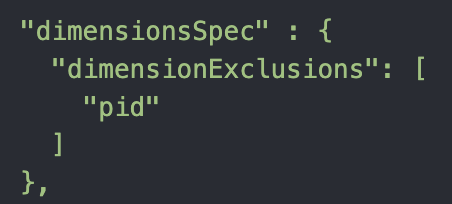 "dimensionsSpec" : {
"dimensionExclusions": [
"pid"
]
},